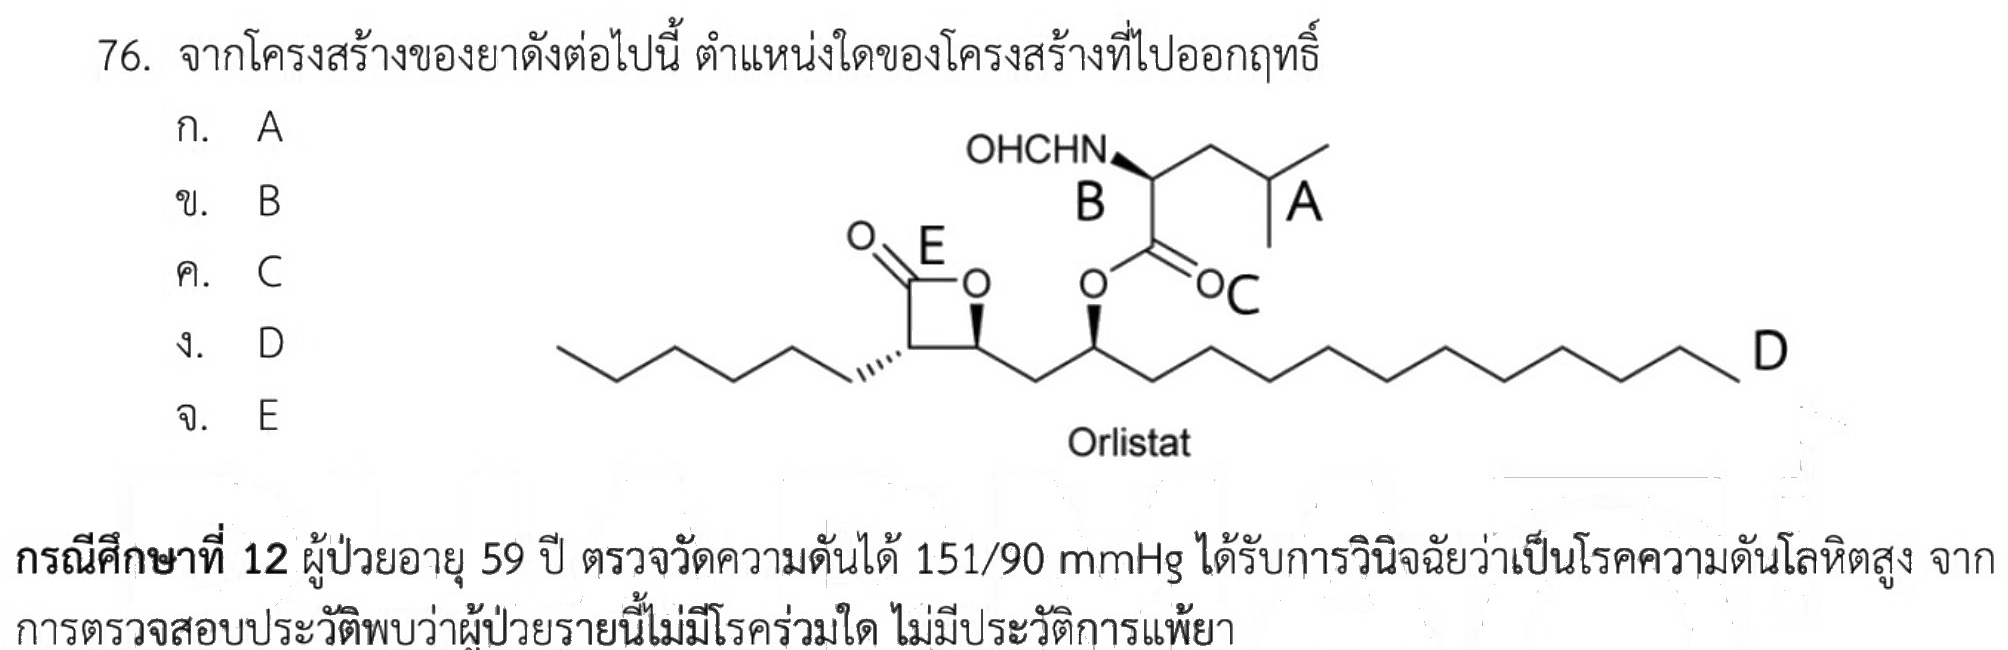 76. จากโครงสร้างของยาดังต่อไปนี้ ตำแหน่งใดของโครงสร้างที่ไปออกฤทธิ์
ก. A
ข. B
ค. C
ง. D
จ. E
OHCHN
B
A
O
E
O
O
O
C
D
Orlistat
กรณีศึกษาที่ 12 ผู้ป่วยอายุ 59 ปี ตรวจวัดความดันได้ 151/90 mmHg ได้รับการวินิจฉัยว่าเป็นโรคความดันโลหิตสูง จาก
การตรวจสอบประวัติพบว่าผู้ป่วยรายนี้ไม่มีโรคร่วมใด ไม่มีประวัติการแพ้ยา